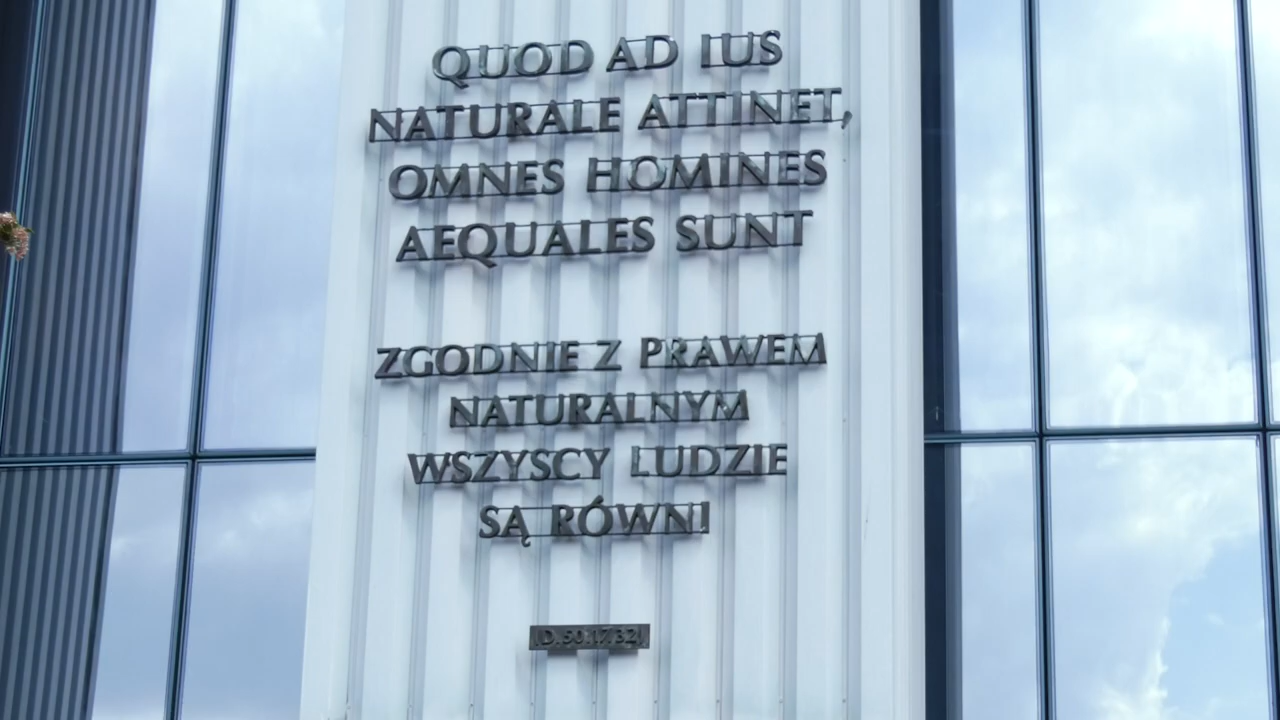 QUOD AD IUS
NATURALE ATTINET,
OMNES HOMINES
AEQUALES SUNT
ZGODNIE Z PRAWEM
NATURALNYM
WSZYSCY LUDZIE
SĄ RÓWNI
(D.50.17.32)